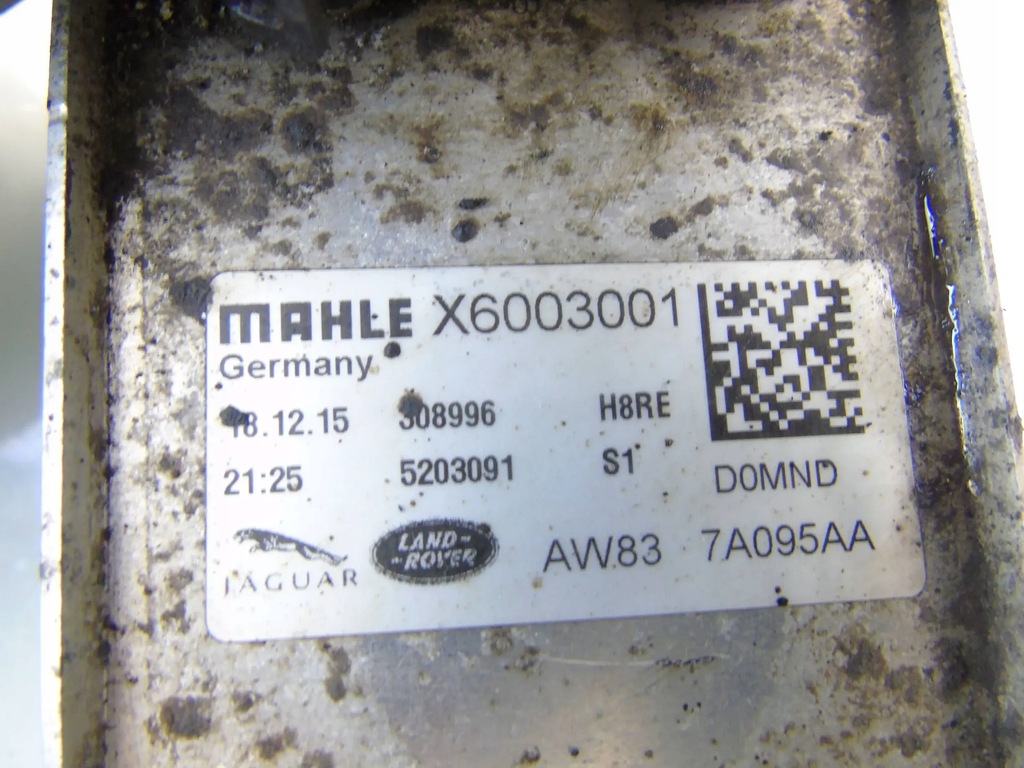 MAHLE X6003001
Germany
18.12.15 308996 H8RE
21:25 5203091 S1 D0MND
JAGUAR LAND-ROVER AW83 7A095AA